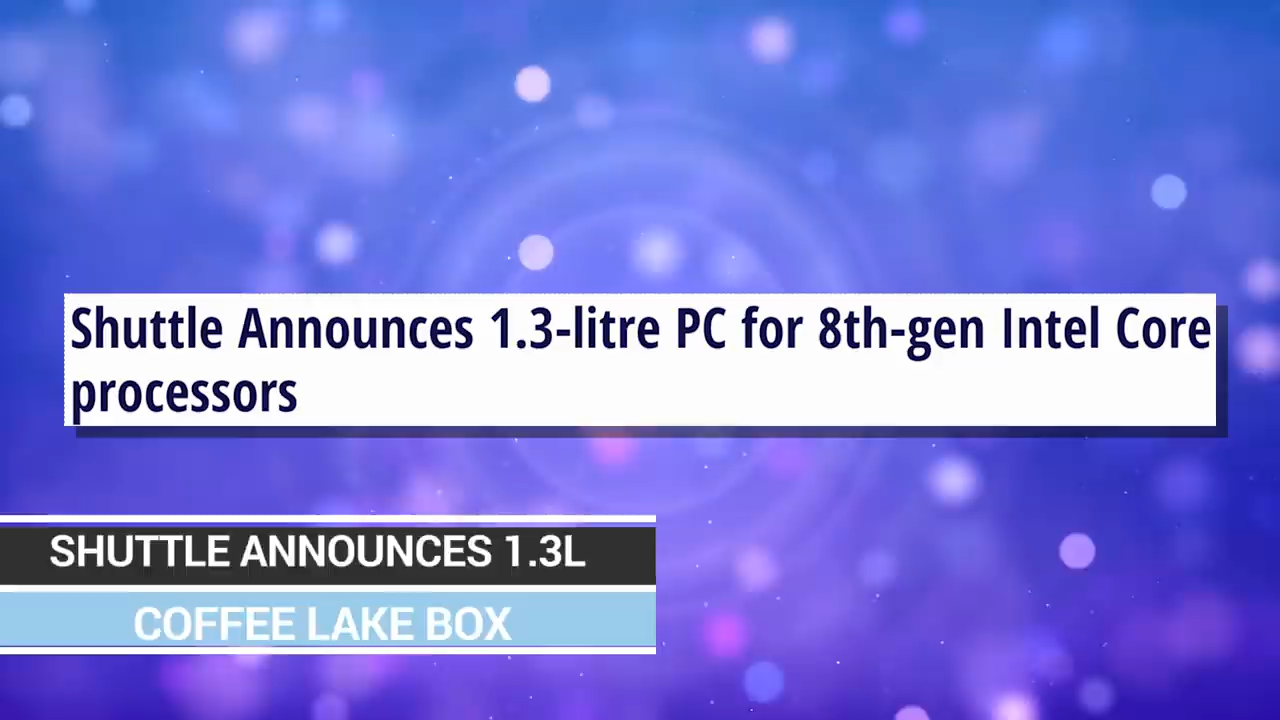 Shuttle Announces 1.3-litre PC for 8th-gen Intel Core
processors
SHUTTLE ANNOUNCES 1.3L
COFFEE LAKE BOX